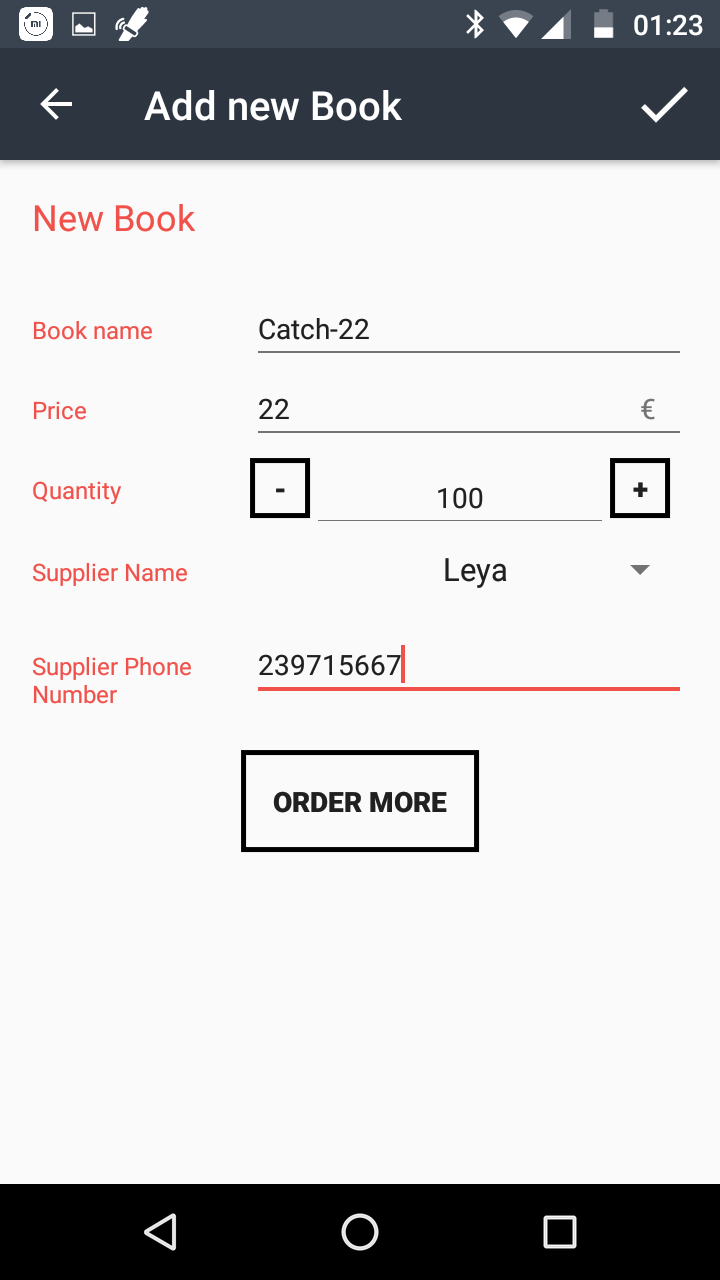 mi
01:23
Add new Book
New Book
Book name
Catch-22
Price
22 €
Quantity
- 100 +
Supplier Name
Leya
Supplier Phone
Number
239715667
ORDER MORE